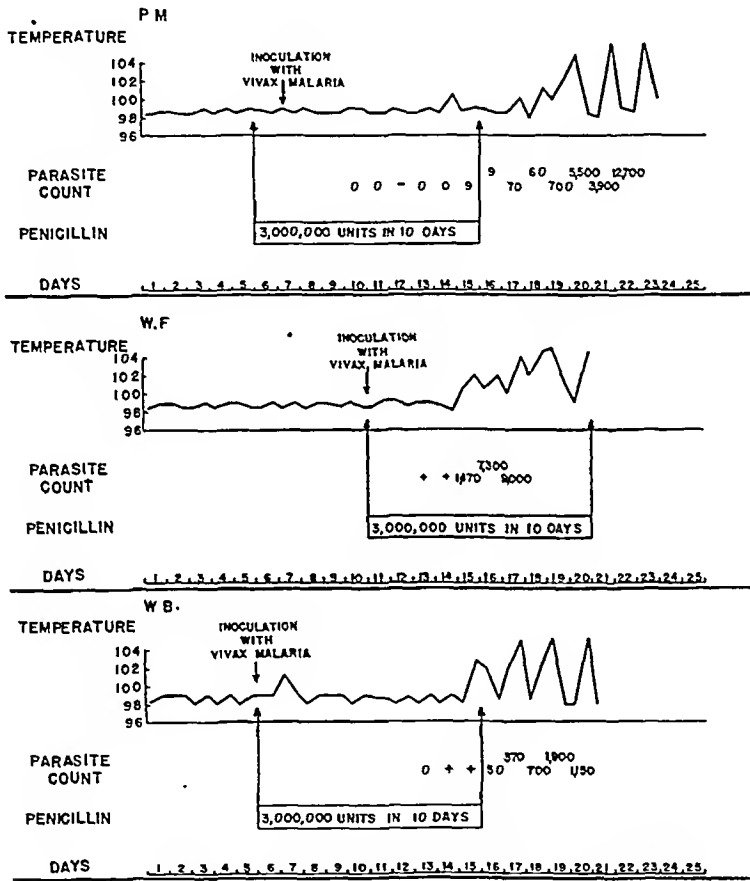 P M
TEMPERATURE
INOCULATION
WITH
VIVAX MALARIA
104
102
100
98
96
PARASITE
COUNT
0 0 - 0 0 9 9 70 60 700 5,500 3,900 12,700
PENICILLIN
3,000,000 UNITS IN 10 DAYS
DAYS
1 2 3 4 5 6 7 8 9 10 11 12 13 14 15 16 17 18 19 20 21 22 23 24 25
W.F
TEMPERATURE
INOCULATION
WITH
VIVAX MALARIA
104
102
100
98
96
PARASITE
COUNT
+ + 1,470 7,300 9,000
PENICILLIN
3,000,000 UNITS IN 10 DAYS
DAYS
1 2 3 4 5 6 7 8 9 10 11 12 13 14 15 16 17 18 19 20 21 22 23 24 25
W B.
TEMPERATURE
INOCULATION
WITH
VIVAX MALARIA
104
102
100
98
96
PARASITE
COUNT
0 + + 50 370 700 1,900 1,150
PENICILLIN
3,000,000 UNITS IN 10 DAYS
DAYS
1 2 3 4 5 6 7 8 9 10 11 12 13 14 15 16 17 18 19 20 21 22 23 24 25